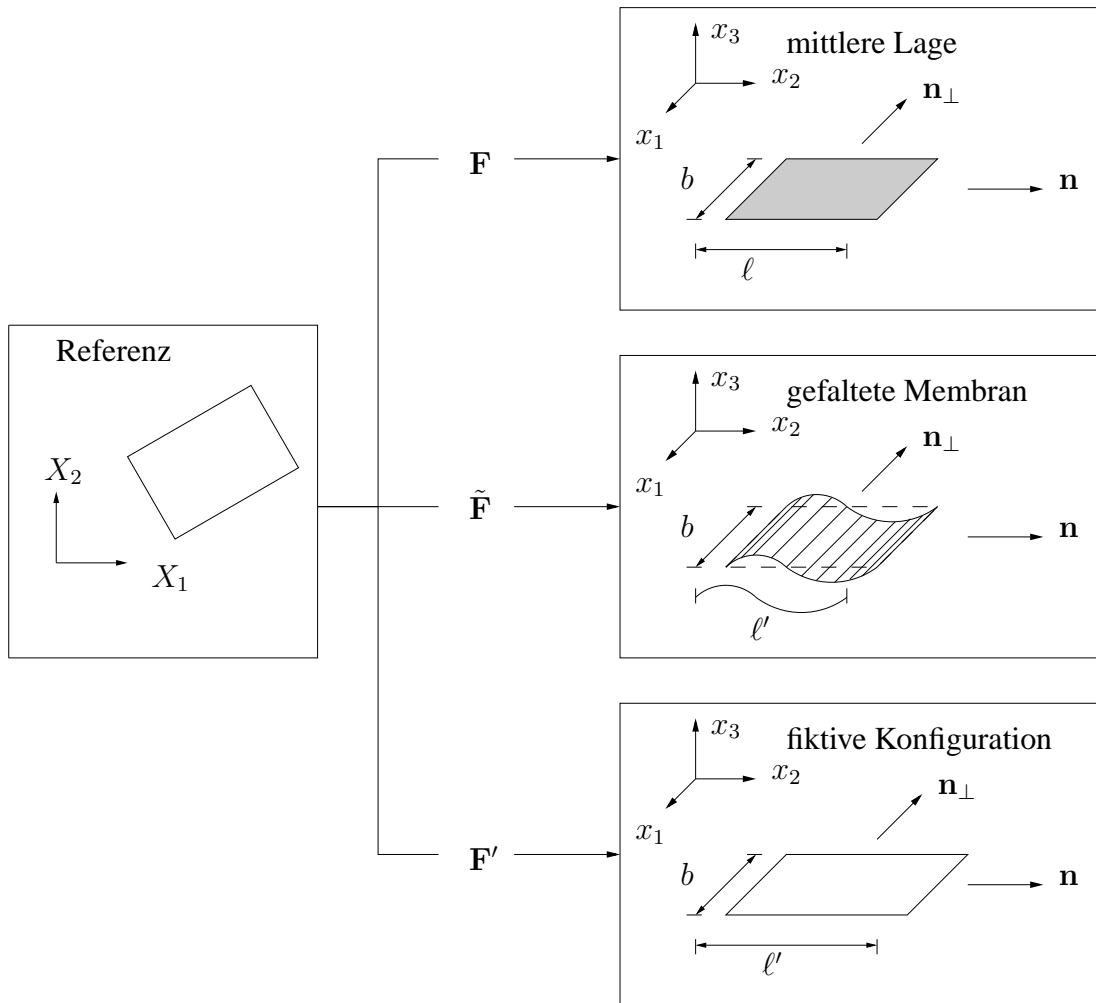 mittlere Lage
x₃
x₂
x₁
n⊥
n
b
ℓ
F
Referenz
X₂
X₁
F̃
gefaltete Membran
x₃
x₂
x₁
n⊥
n
b
ℓ′
F′
fiktive Konfiguration
x₃
x₂
x₁
n⊥
n
b
ℓ′